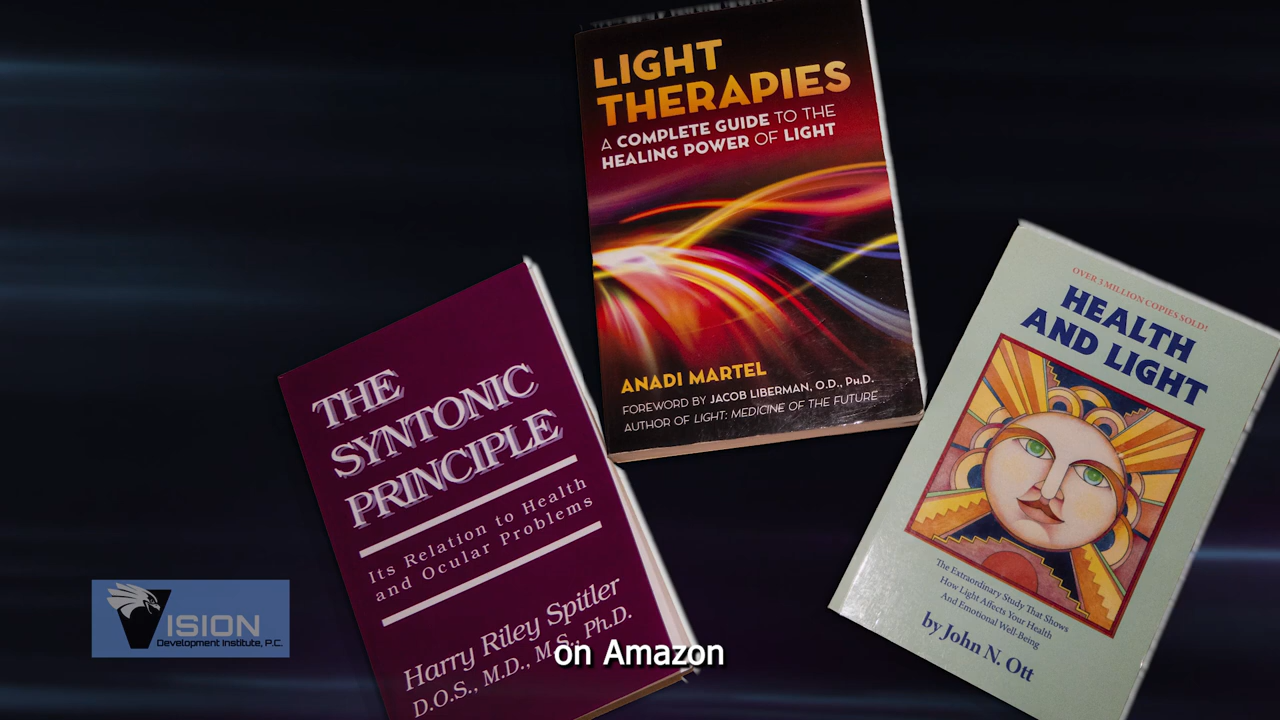 LIGHT
THERAPIES
A COMPLETE GUIDE TO THE
HEALING POWER OF LIGHT
ANADI MARTEL
FOREWORD BY JACOB LIBERMAN, O.D., PH.D.
AUTHOR OF LIGHT: MEDICINE OF THE FUTURE
THE
SYNTONIC
PRINCIPLE
Its Relation to Health
and Ocular Problems
Harry Riley Spitler
D.O.S., M.D., M.S., Ph.D.
OVER 3 MILLION COPIES SOLD!
HEALTH
AND LIGHT
The Extraordinary Study That Shows
How Light Affects Your Health
And Emotional Well-Being
by John N. Ott
VISION
Development Institute, P.C.
on Amazon